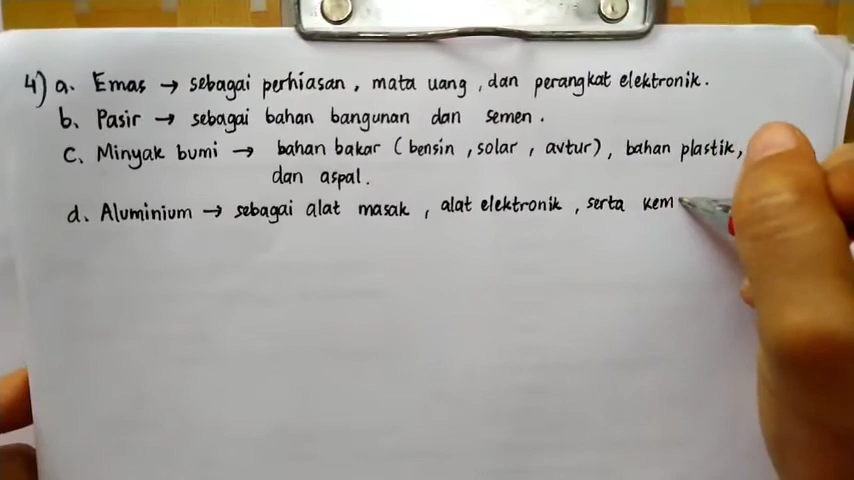 4) a. Emas → sebagai perhiasan, mata uang, dan perangkat elektronik.
b. Pasir → sebagai bahan bangunan dan semen.
c. Minyak bumi → bahan bakar (bensin, solar, avtur), bahan plastik,
dan aspal.
d. Aluminium → sebagai alat masak, alat elektronik, serta kem